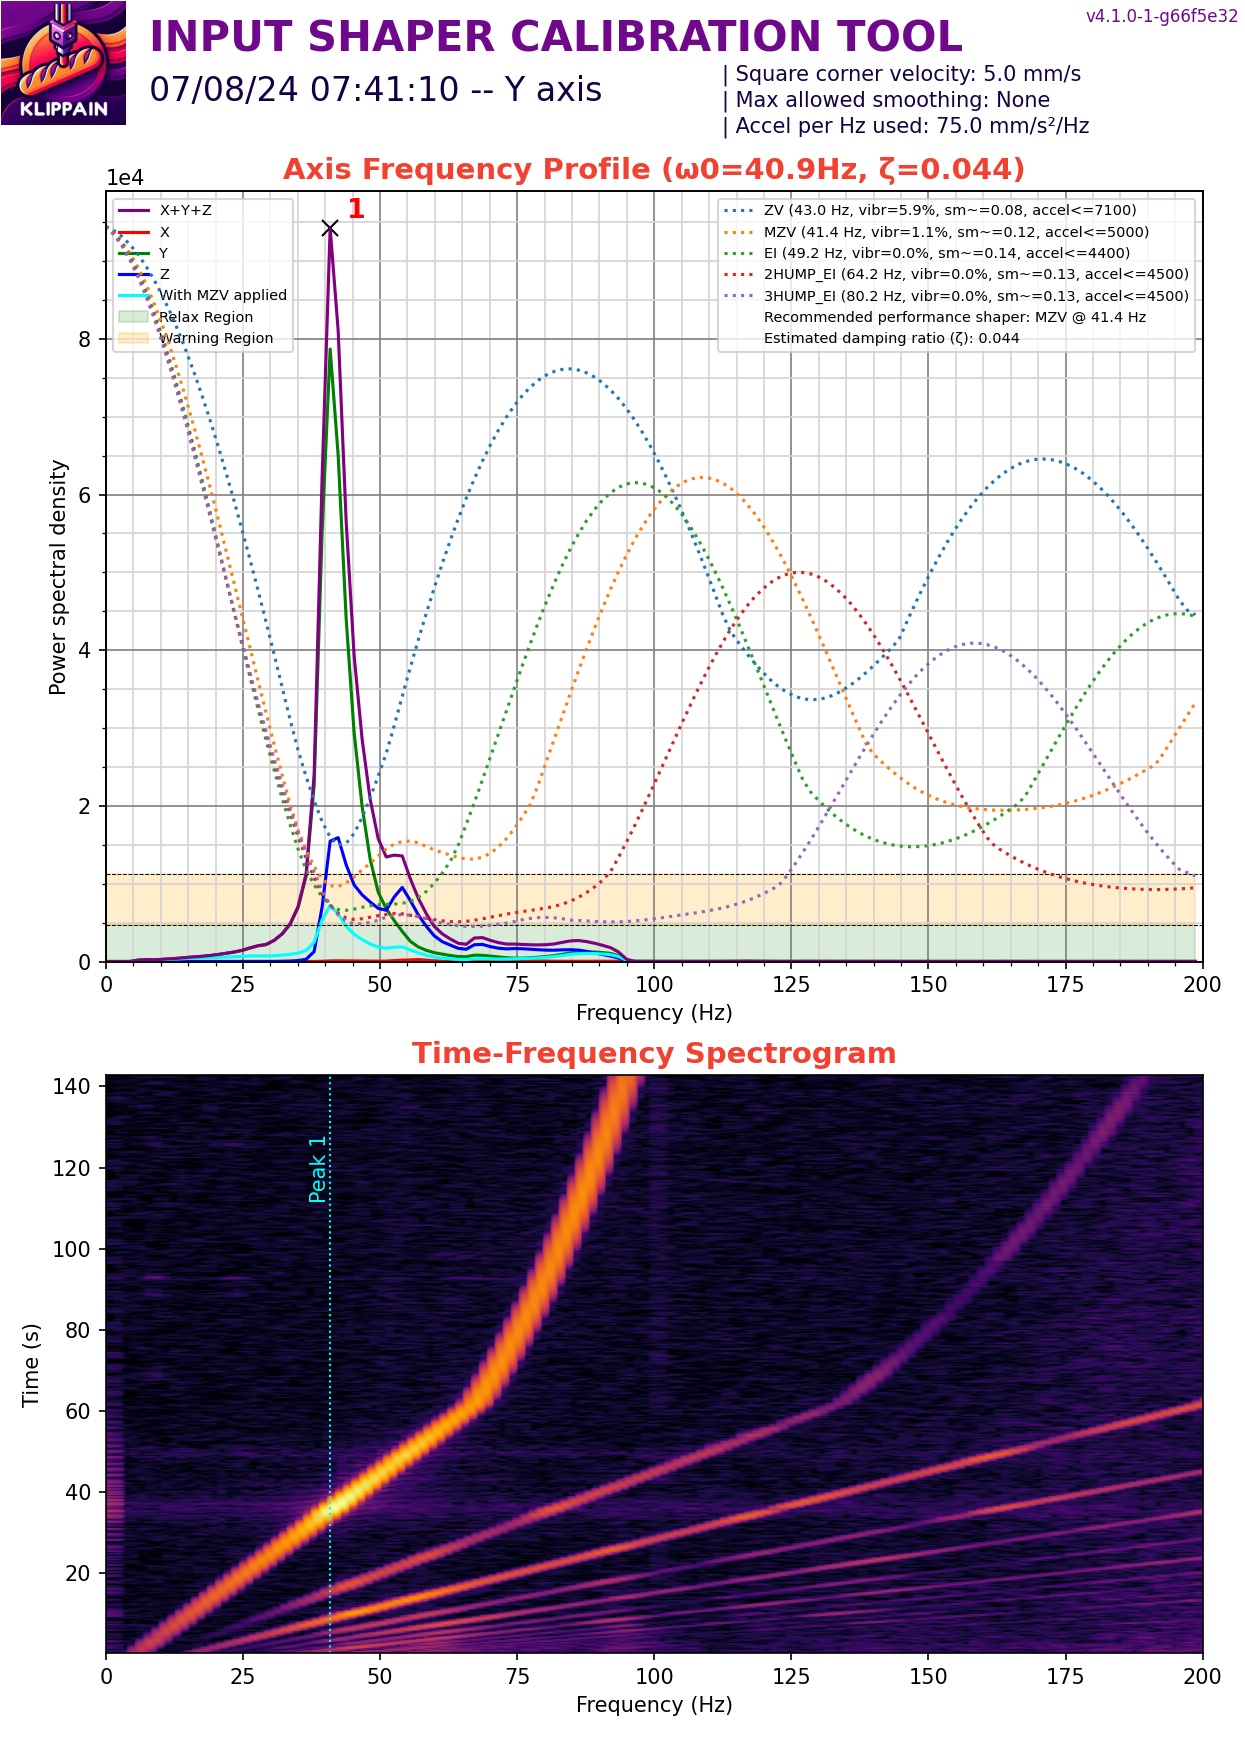 v4.1.0-1-g66f5e32
INPUT SHAPER CALIBRATION TOOL
07/08/24 07:41:10 -- Y axis
| Square corner velocity: 5.0 mm/s
| Max allowed smoothing: None
| Accel per Hz used: 75.0 mm/s²/Hz
KLIPPAIN
Axis Frequency Profile (ω0=40.9Hz, ζ=0.044)
1e4
1
X+Y+Z
X
Y
Z
With MZV applied
Relax Region
Warning Region
ZV (43.0 Hz, vibr=5.9%, sm~=0.08, accel<=7100)
MZV (41.4 Hz, vibr=1.1%, sm~=0.12, accel<=5000)
EI (49.2 Hz, vibr=0.0%, sm~=0.14, accel<=4400)
2HUMP_EI (64.2 Hz, vibr=0.0%, sm~=0.13, accel<=4500)
3HUMP_EI (80.2 Hz, vibr=0.0%, sm~=0.13, accel<=4500)
Recommended performance shaper: MZV @ 41.4 Hz
Estimated damping ratio (ζ): 0.044
Power spectral density
8
6
4
2
0
0 25 50 75 100 125 150 175 200
Frequency (Hz)
Time-Frequency Spectrogram
Time (s)
140
120
100
80
60
40
20
Peak 1
0 25 50 75 100 125 150 175 200
Frequency (Hz)